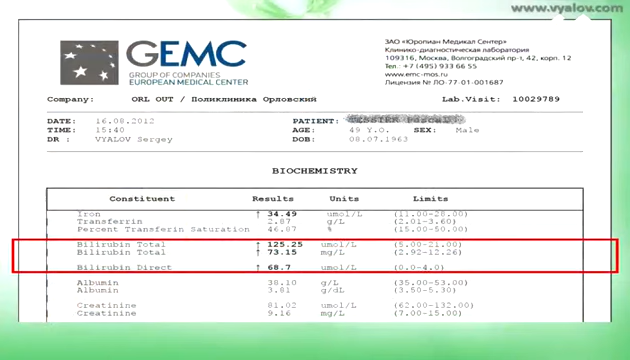 www.vyalov.com
GEMC
GROUP OF COMPANIES
EUROPEAN MEDICAL CENTER
ЗАО «Юропиан Медикал Сентер»
Клинико-диагностическая лаборатория
109316, Москва, Волгоградский пр-т, 42, корп. 12
Тел.: +7 (495) 933 66 55
www.emc-mos.ru
Лицензия № ЛО-77-01-001687
Company: ORL OUT / Поликлиника Орловский Lab.Visit: 10029789
DATE: 16.08.2012 PATIENT:
TIME: 15:40 AGE: 49 Y.O. SEX: Male
DR : VYALOV Sergey DOB: 08.07.1963
BIOCHEMISTRY
Constituent Results Units Limits
Iron ↑ 34.49 umol/L (11.00-28.00)
Transferrin 2.87 g/L (2.01-3.60)
Percent Transferrin Saturation 46.07 % (15.00-50.00)
Bilirubin Total ↑ 125.25 umol/L (5.00-21.00)
Bilirubin Total ↑ 73.15 mg/L (2.92-12.26)
Bilirubin Direct ↑ 68.7 umol/L (0.0-4.0)
Albumin 38.10 g/L (35.00-53.00)
Albumin 3.81 g/dL (3.50-5.30)
Creatinine 81.02 umol/L (62.00-132.00)
Creatinine 9.16 mg/L (7.00-15.00)